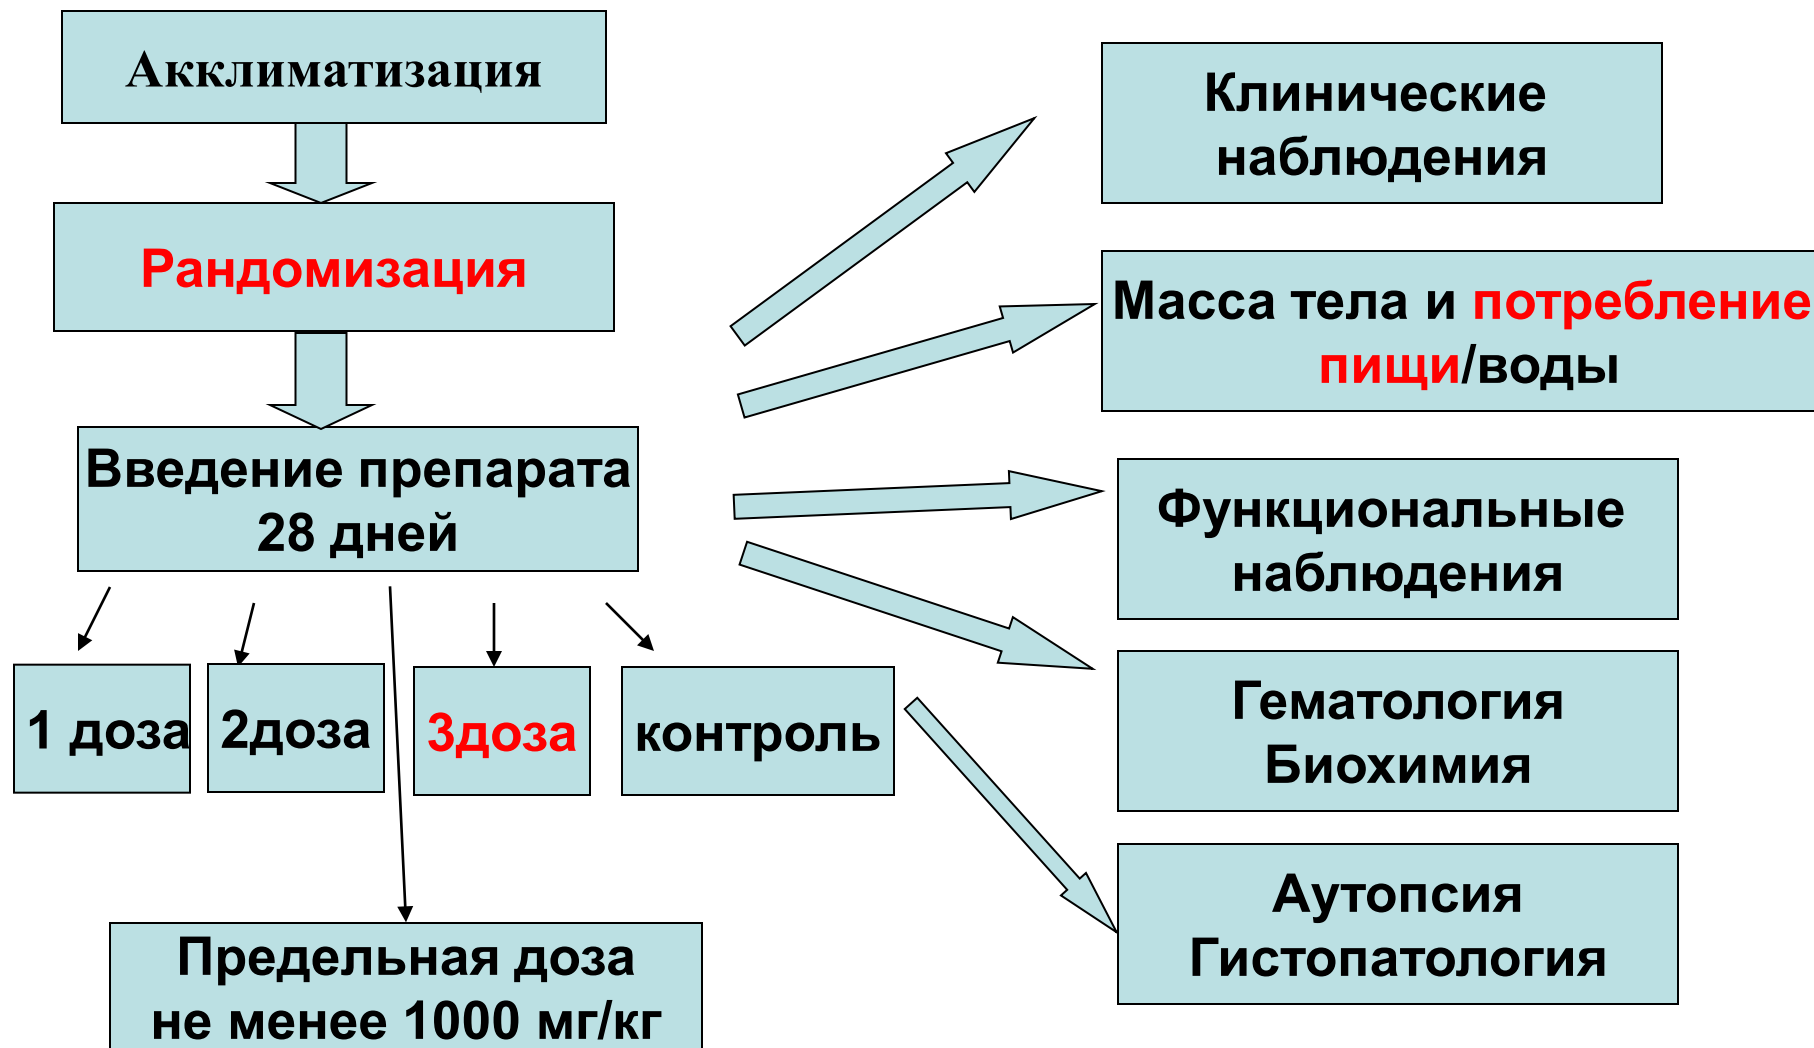 Акклиматизация
Рандомизация
Введение препарата
28 дней
1 доза
2доза
3доза
контроль
Предельная доза
не менее 1000 мг/кг
Клинические
наблюдения
Масса тела и потребление
пищи/воды
Функциональные
наблюдения
Гематология
Биохимия
Аутопсия
Гистопатология